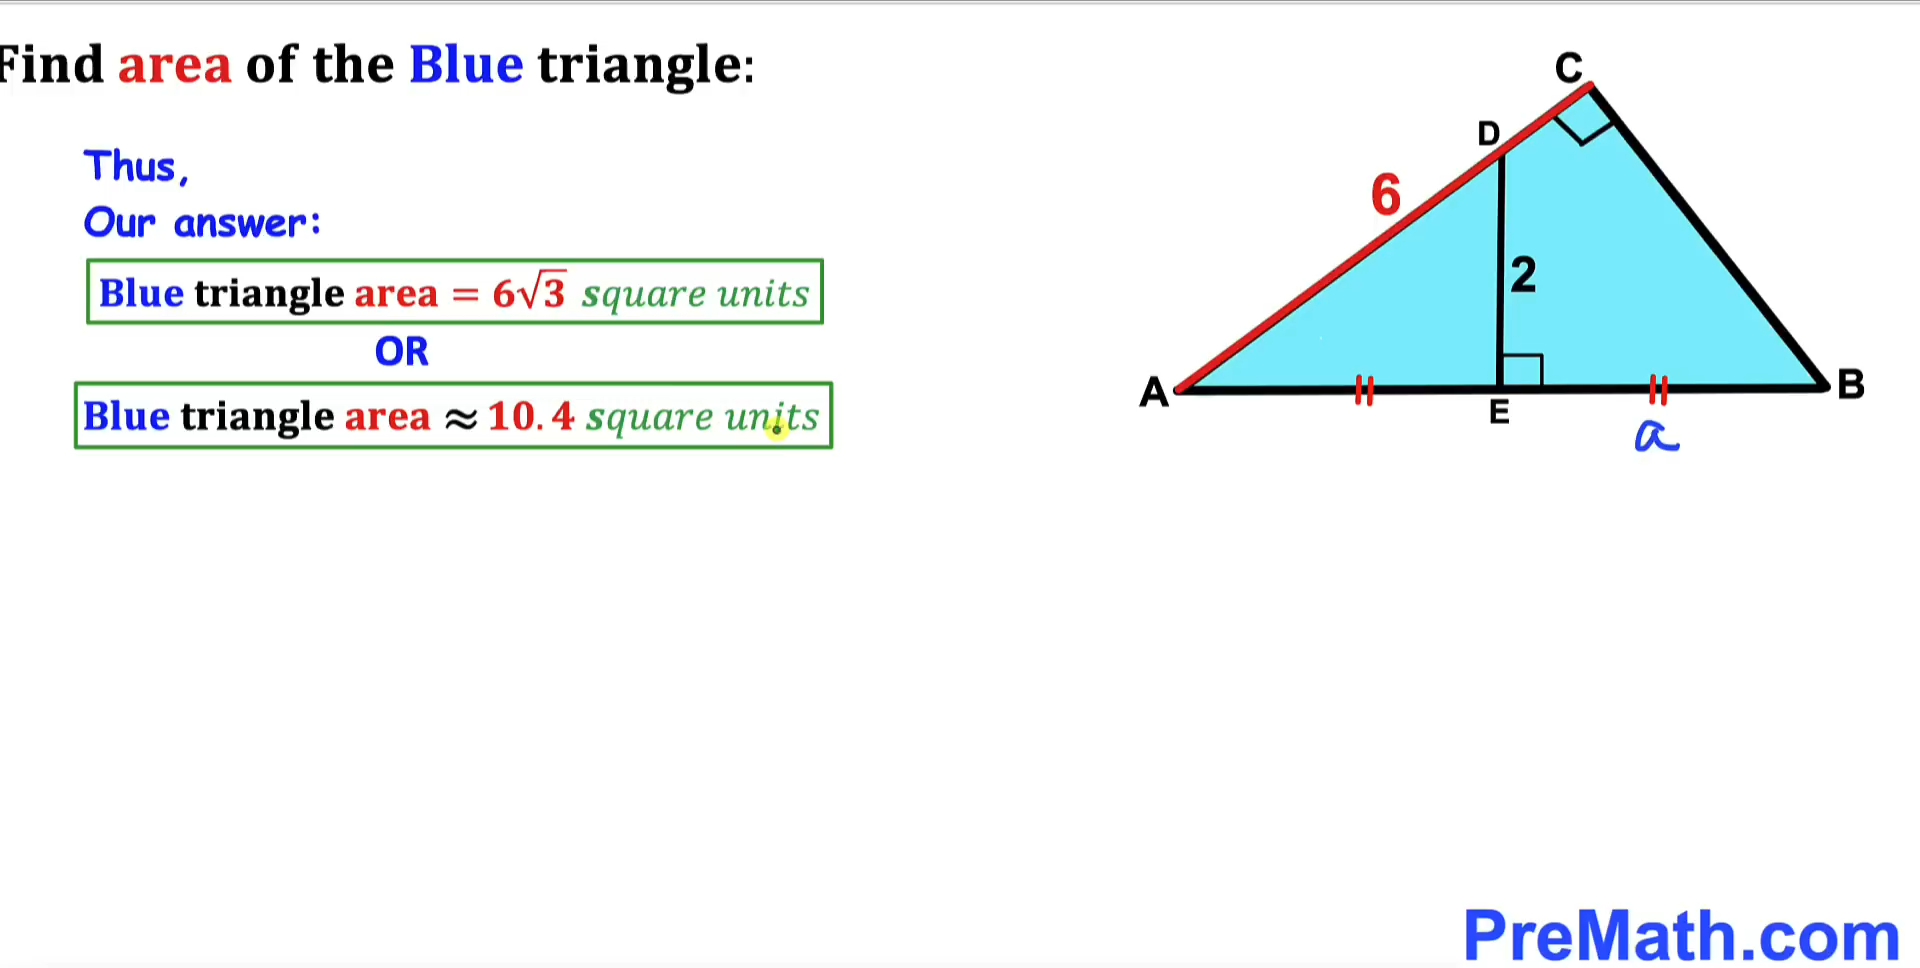 Find area of the Blue triangle:
Thus,
Our answer:
Blue triangle area = 6√3 square units
OR
Blue triangle area ≈ 10.4 square units
C
D
6
2
A
B
E
a
PreMath.com